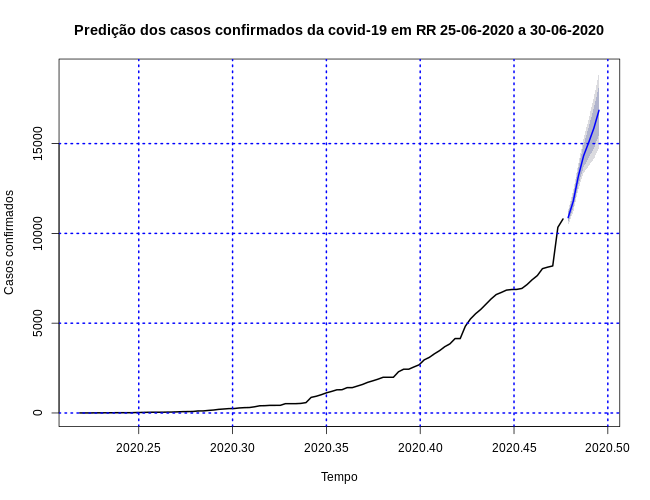 Predição dos casos confirmados da covid-19 em RR 25-06-2020 a 30-06-2020
Casos confirmados
15000
10000
5000
0
2020.25 2020.30 2020.35 2020.40 2020.45 2020.50
Tempo